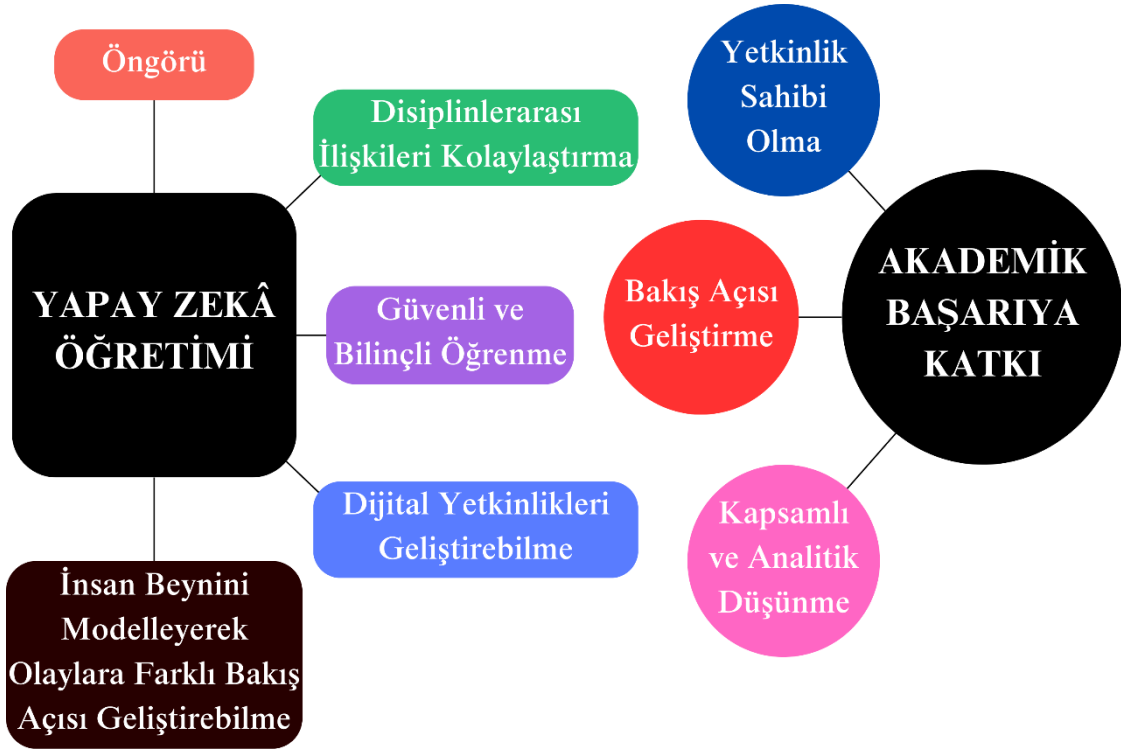 Öngörü
Disiplinlerarası
İlişkileri Kolaylaştırma
YAPAY ZEKÂ
ÖĞRETİMİ
Güvenli ve
Bilinçli Öğrenme
Dijital Yetkinlikleri
Geliştirebilme
İnsan Beynini
Modelleyerek
Olaylara Farklı Bakış
Açısı Geliştirebilme
Yetkinlik
Sahibi
Olma
Bakış Açısı
Geliştirme
AKADEMİK
BAŞARIYA
KATKI
Kapsamlı
ve Analitik
Düşünme